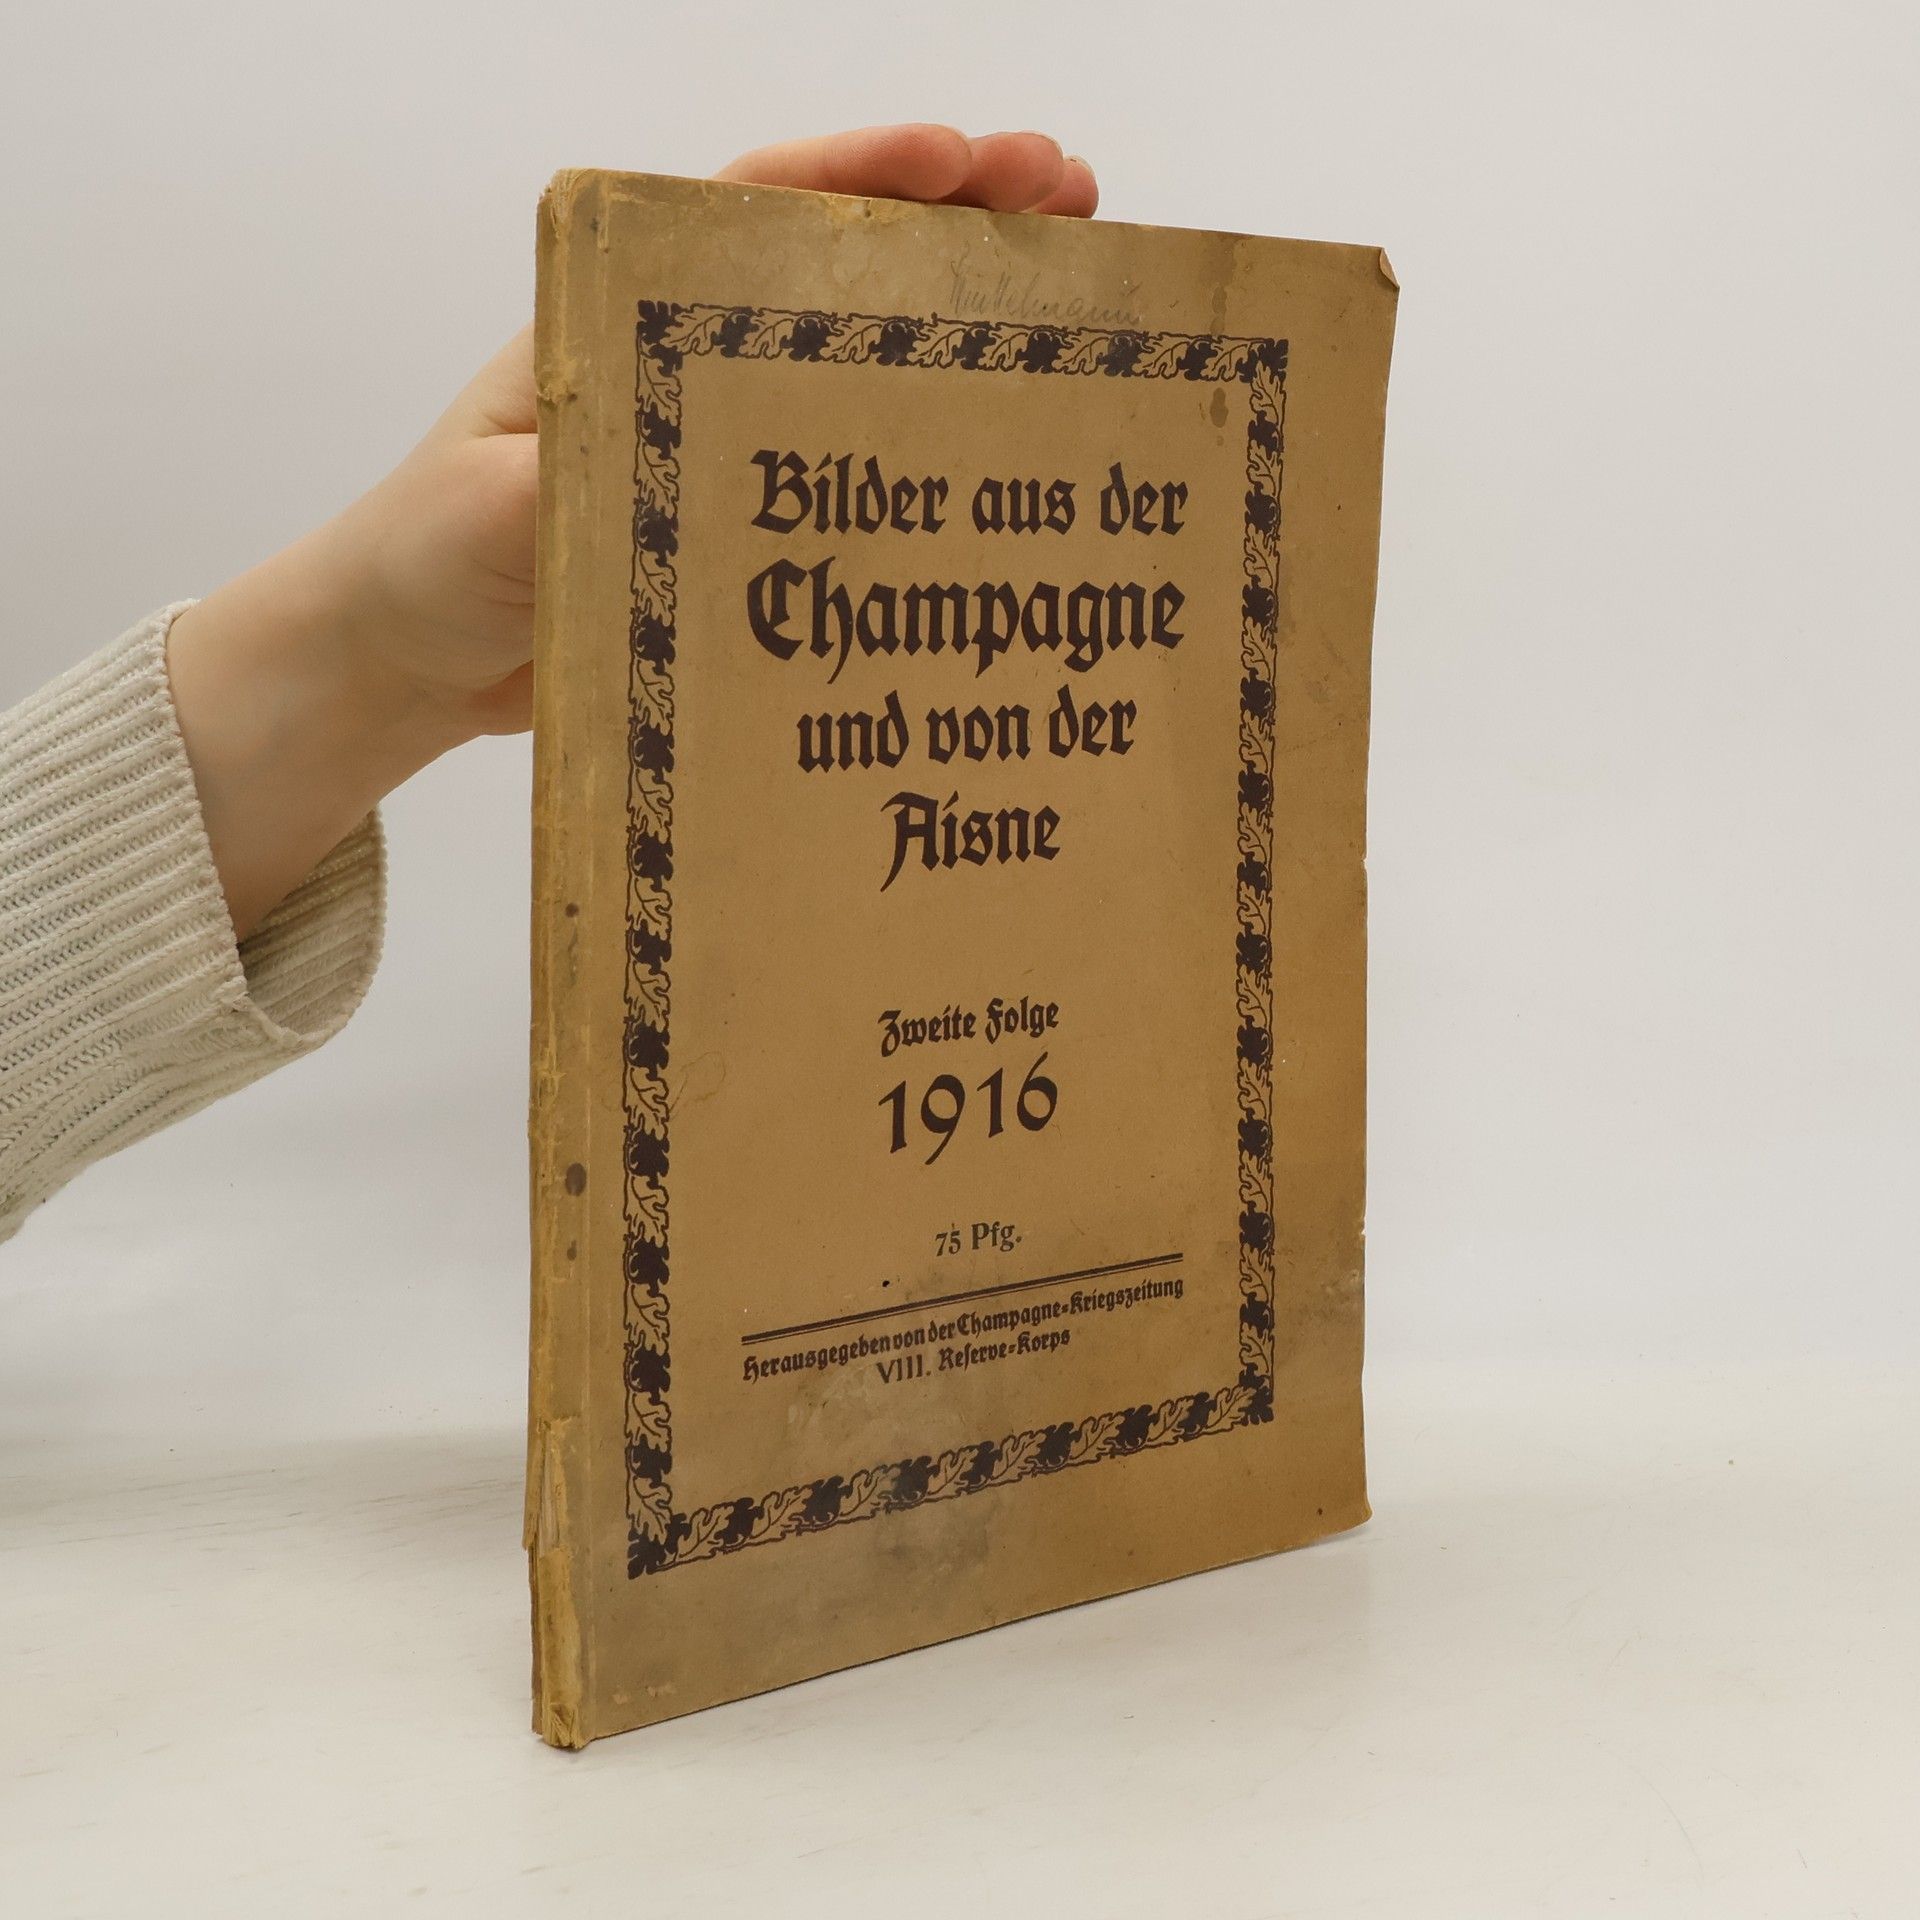 Bilder aus der
Champagne
und von der
Aisne
Zweite Folge
1916
75 Pfg.
Herausgegeben von der Champagne-Kriegszeitung
VIII. Reserve-Korps